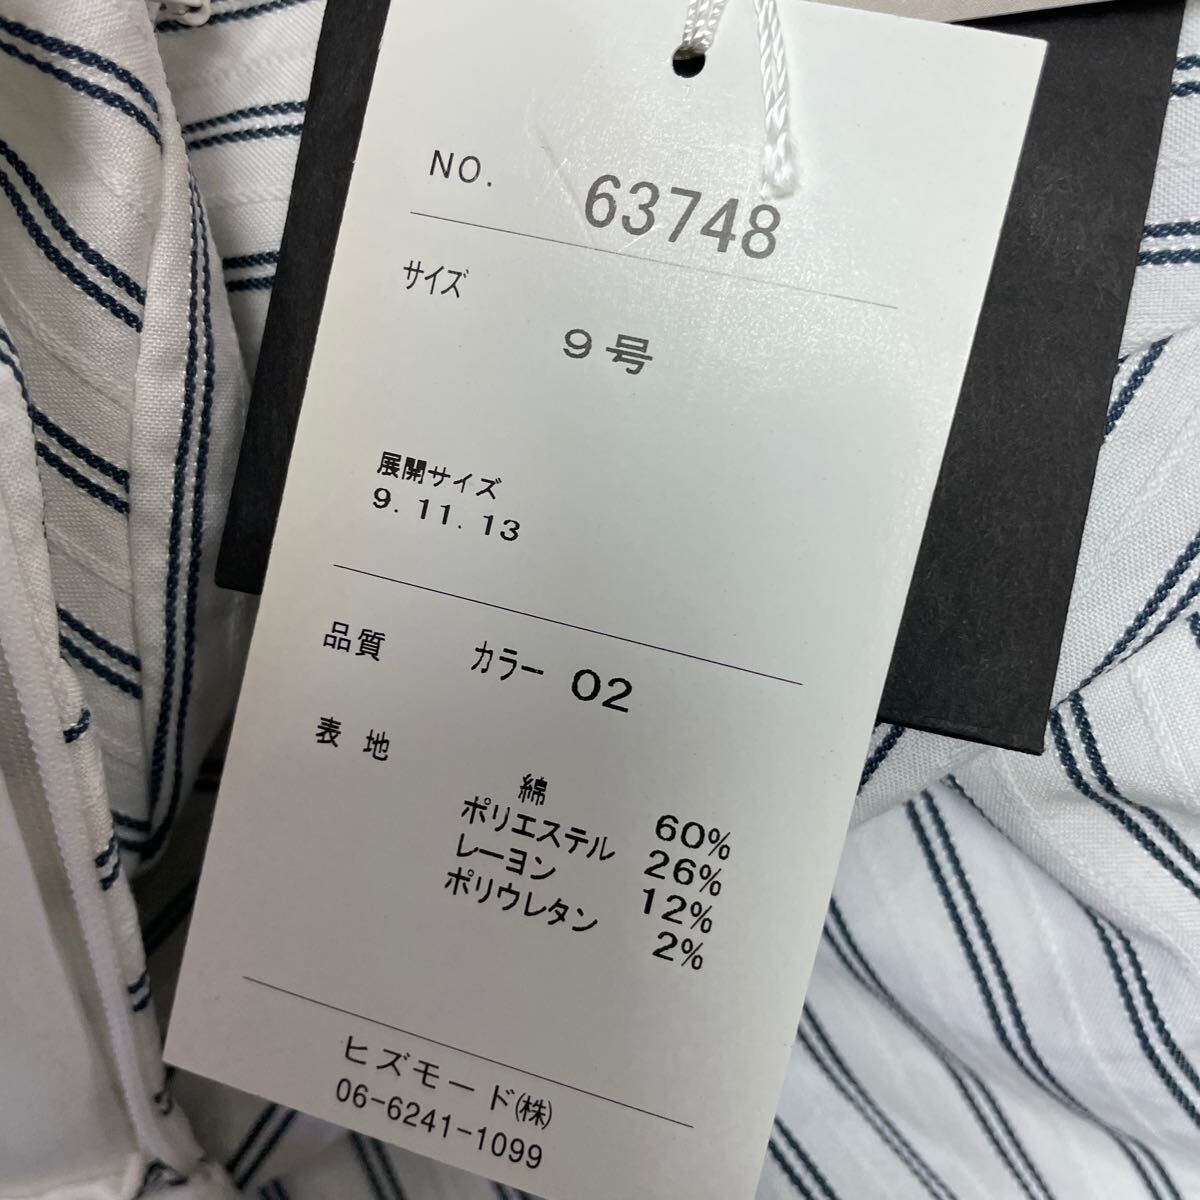 NO. 63748
サイズ
9号
展開サイズ
9. 11. 13
品質 カラー 02
表 地
綿 60%
ポリエステル 26%
レーヨン 12%
ポリウレタン 2%
ヒズモード(株)
06-6241-1099